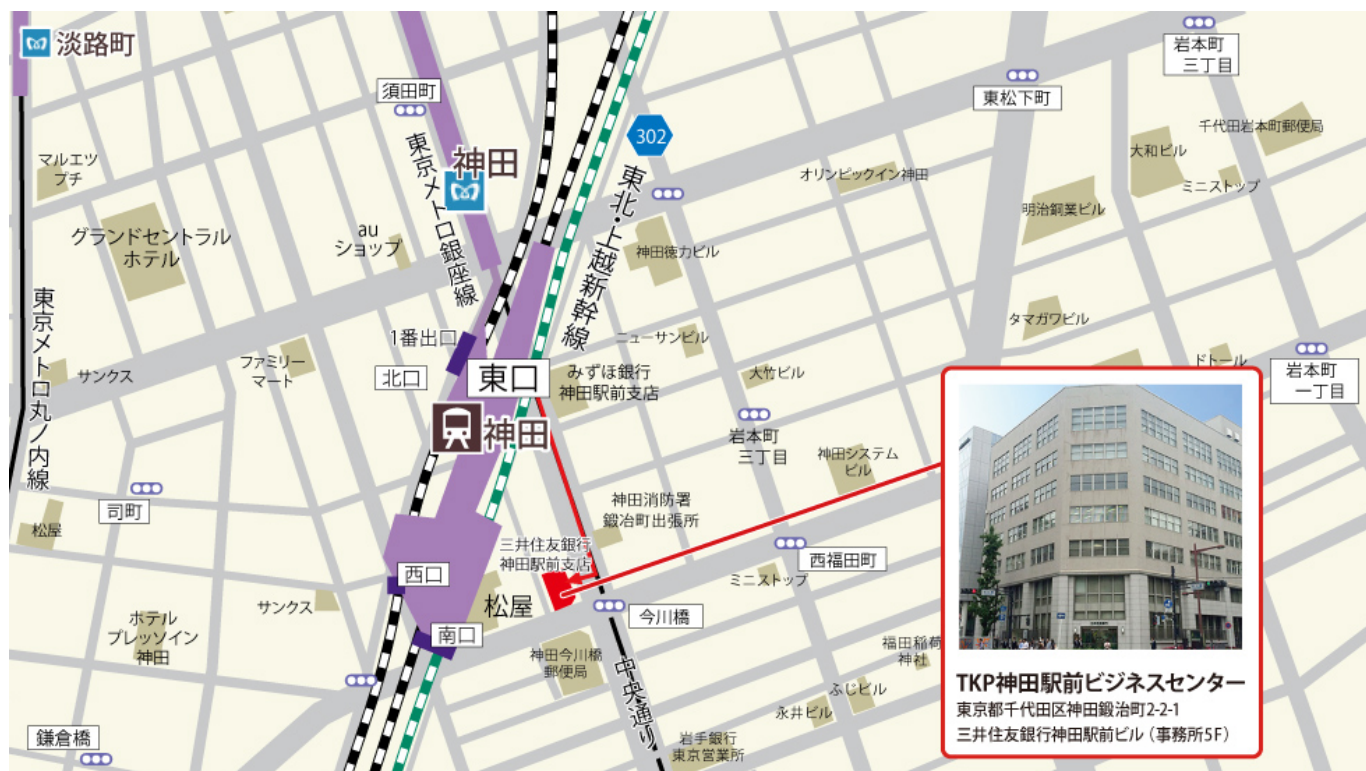 淡路町
岩本町
三丁目
須田町
東松下町
千代田岩本町郵便局
302
大和ビル
マルエツ
プチ
神田
オリンピックイン神田
ミニストップ
明治銅業ビル
グランドセントラル
ホテル
au
ショップ
東京メトロ銀座線
東北・上越新幹線
神田徳力ビル
東京メトロ丸ノ内線
タマガワビル
1番出口
ニューサンビル
ドトール
岩本町
一丁目
サンクス
ファミリー
マート
北口
東口
みずほ銀行
神田駅前支店
大竹ビル
神田
岩本町
三丁目
神田システム
ビル
司町
松屋
神田消防署
鍛冶町出張所
三井住友銀行
神田駅前支店
西福田町
西口
ミニストップ
サンクス
松屋
今川橋
ホテル
プレッソイン
神田
南口
神田今川橋
郵便局
中央通り
福田稲荷
神社
ふじビル
永井ビル
鎌倉橋
岩手銀行
東京営業所
TKP神田駅前ビジネスセンター
東京都千代田区神田鍛治町2-2-1
三井住友銀行神田駅前ビル（事務所5F）